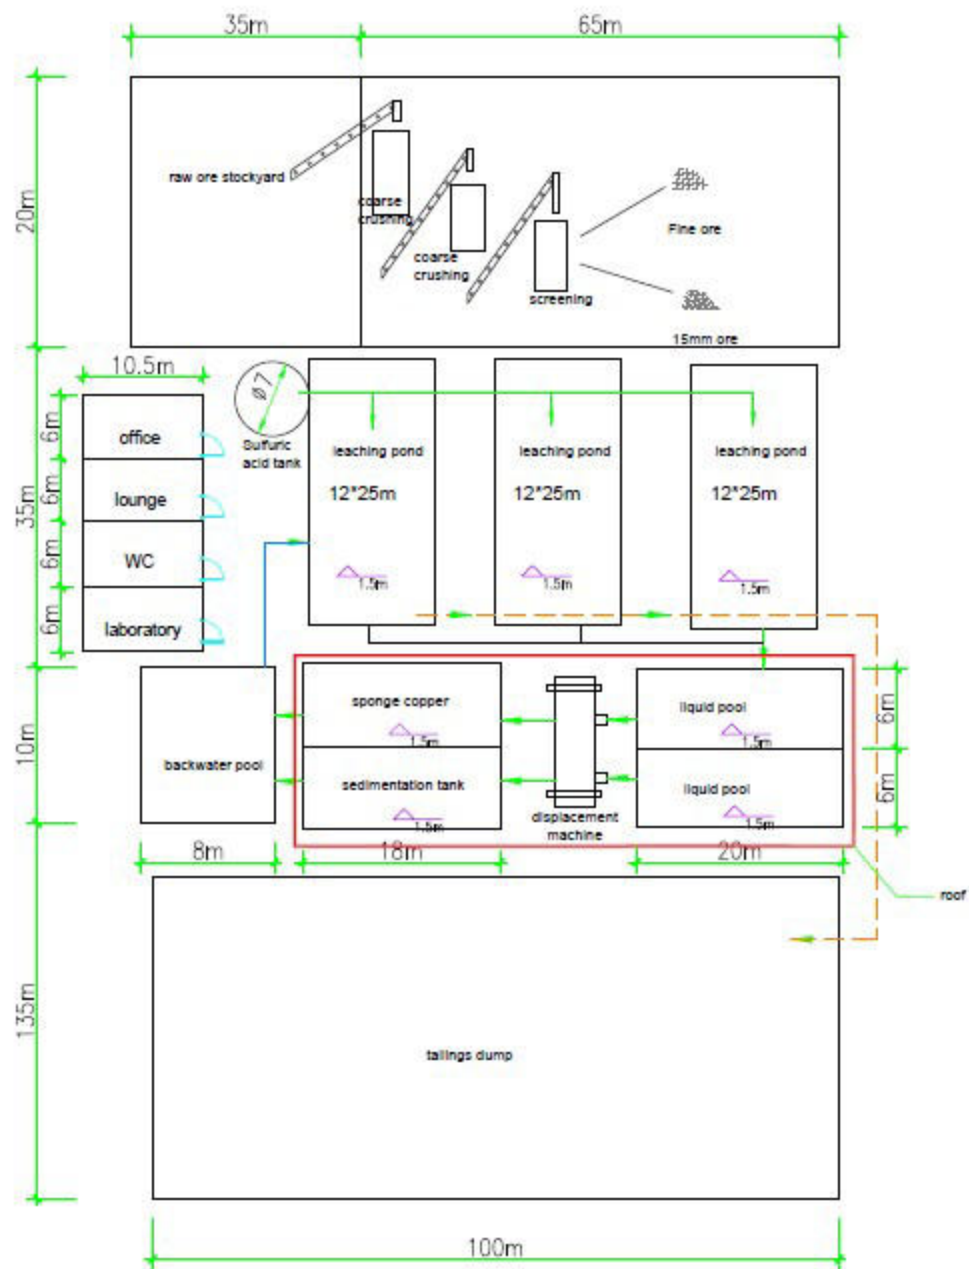 35m
65m
20m
raw ore stockyard
coarse
crushing
coarse
crushing
screening
Fine ore
15mm ore
10.5m
Ø7
Sulfuric
acid tank
35m
6m
office
6m
lounge
6m
WC
6m
laboratory
leaching pond
12*25m
1.5m
leaching pond
12*25m
1.5m
leaching pond
12*25m
1.5m
10m
backwater pool
sponge copper
1.5m
sedimentation tank
1.5m
displacement
machine
liquid pool
1.5m
liquid pool
1.5m
6m
6m
8m
18m
20m
roof
135m
tailings dump
100m